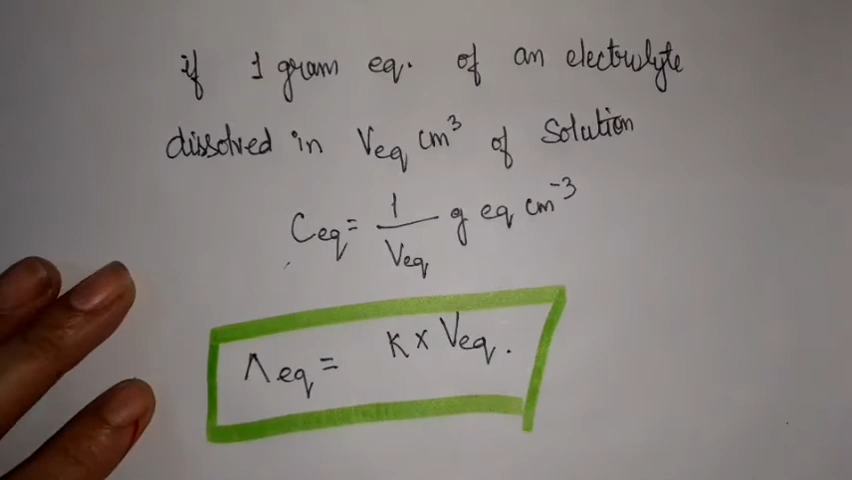 if 1 gram eq. of an electrolyte
dissolved in Veq cm³ of Solution
Ceq = 1/Veq g eq cm⁻³
Λeq = K × Veq.